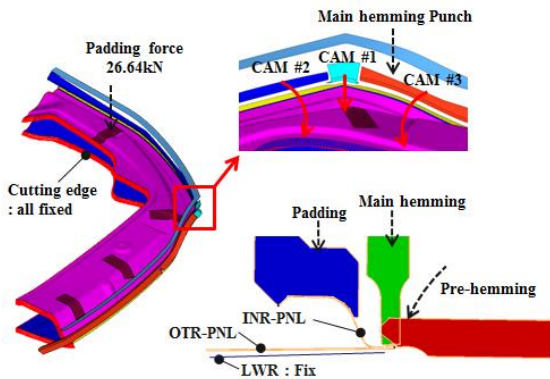 Padding force
26.64kN
Cutting edge
: all fixed
Main hemming Punch
CAM #1
CAM #2
CAM #3
Main hemming
Padding
Pre-hemming
INR-PNL
OTR-PNL
LWR : Fix